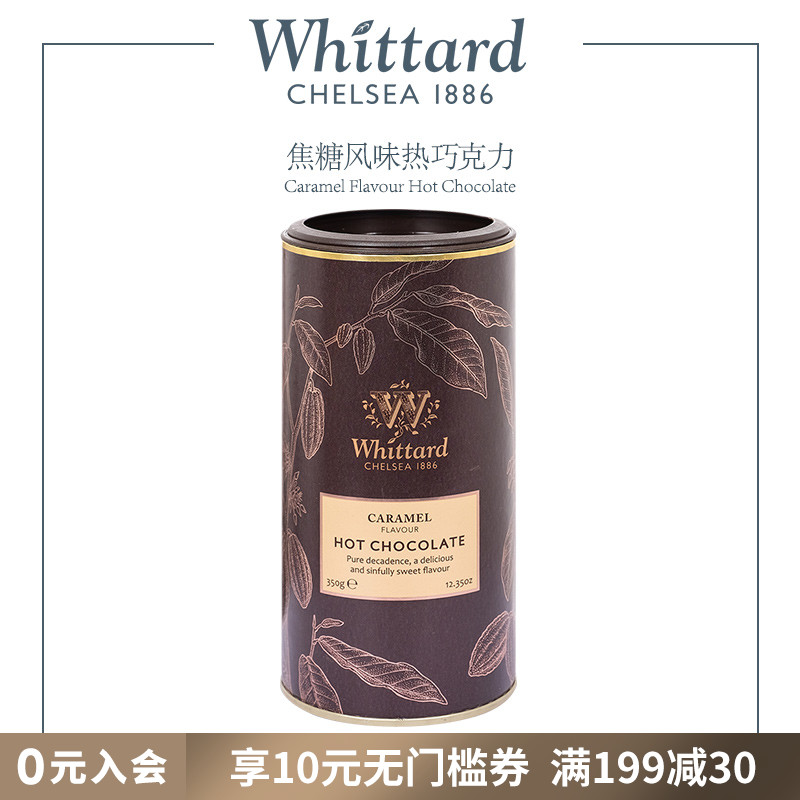 Whittard
CHELSEA 1886
焦糖风味热巧克力
Caramel Flavour Hot Chocolate
W
Whittard
CHELSEA 1886
CARAMEL
FLAVOUR
HOT CHOCOLATE
Pure decadence, a delicious
and sinfully sweet flavour
350g ℮ 12.35oz
0元入会 享10元无门槛券 满199减30